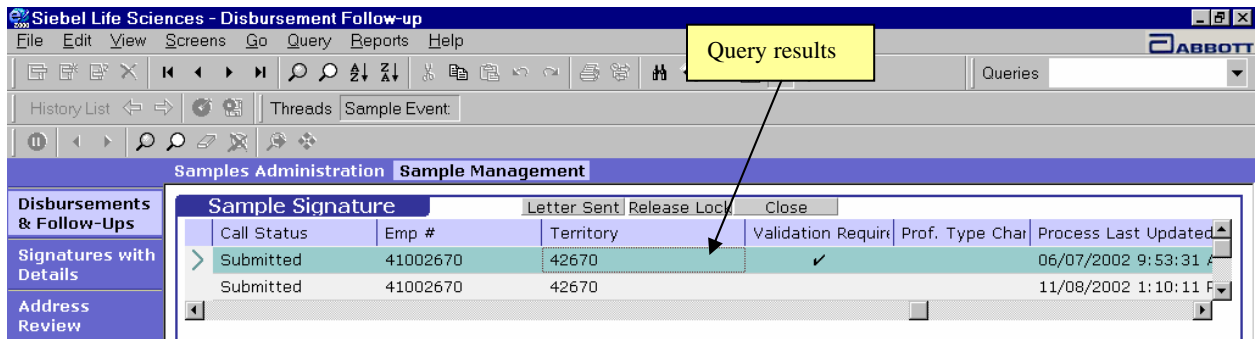 Siebel Life Sciences - Disbursement Follow-up
File Edit View Screens Go Query Reports Help
ABBOTT
Query results
Queries
History List Threads Sample Event:
Samples Administration Sample Management
Disbursements
& Follow-Ups
Signatures with
Details
Address
Review
Sample Signature Letter Sent Release Lock Close
Call Status Emp # Territory Validation Require Prof. Type Char Process Last Updated
Submitted 41002670 42670 ✔ 06/07/2002 9:53:31 A
Submitted 41002670 42670 11/08/2002 1:10:11 P